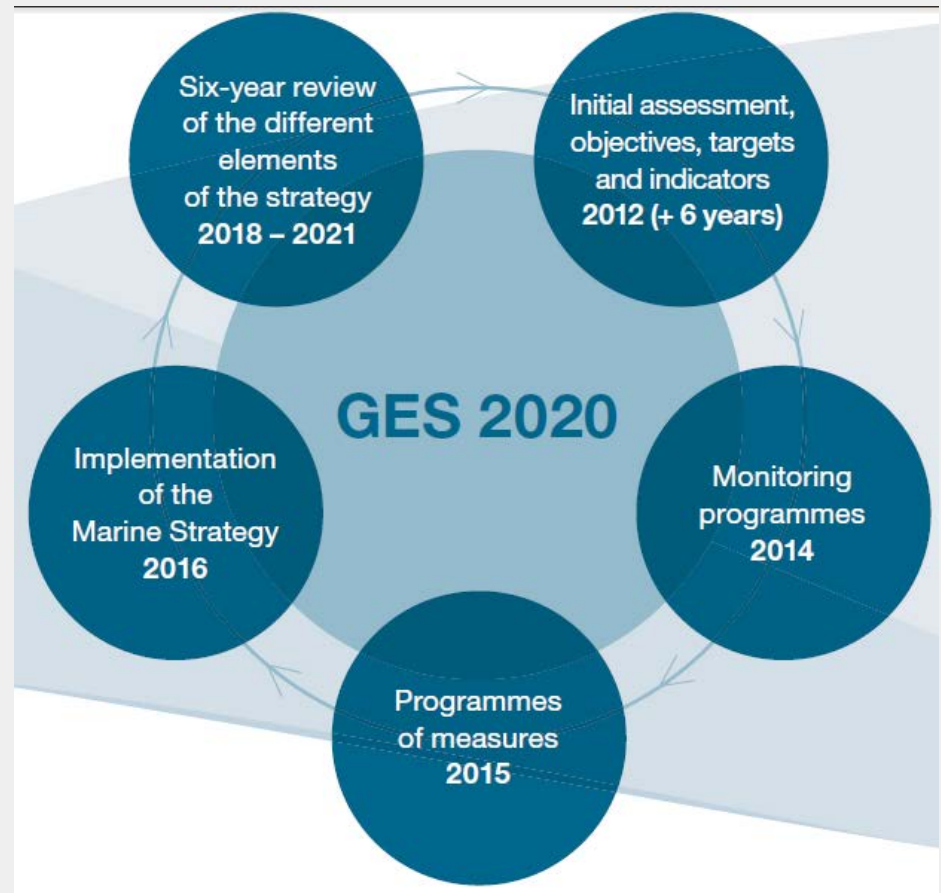 Six-year review
of the different
elements
of the strategy
2018 – 2021
Initial assessment,
objectives, targets
and indicators
2012 (+ 6 years)
GES 2020
Implementation
of the
Marine Strategy
2016
Monitoring
programmes
2014
Programmes
of measures
2015